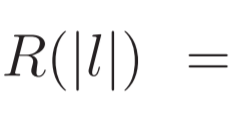 R(|l|) =